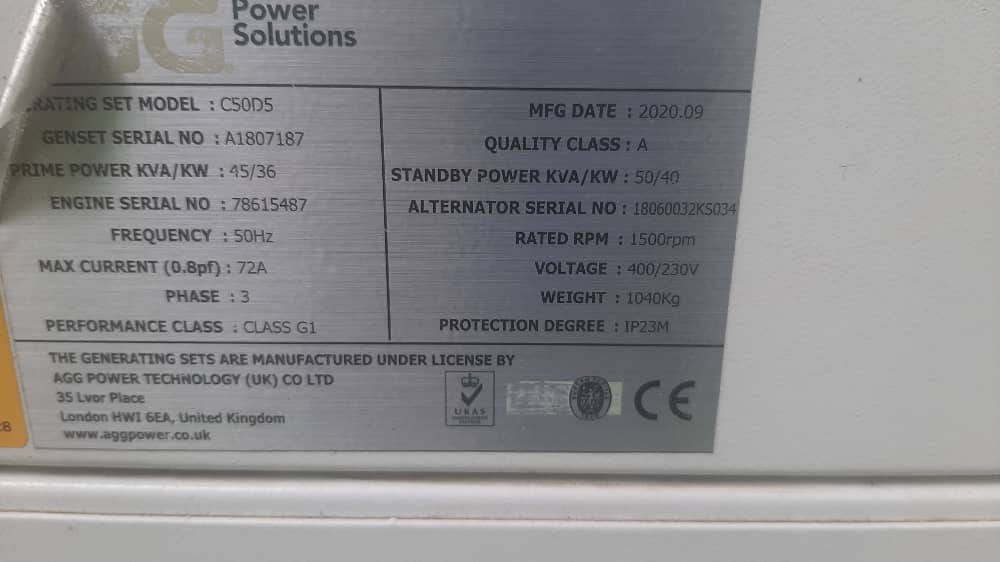 G Power
Solutions
RATING SET MODEL : C50D5
GENSET SERIAL NO : A1807187
PRIME POWER KVA/KW : 45/36
ENGINE SERIAL NO : 78615487
FREQUENCY : 50Hz
MAX CURRENT (0.8pf) : 72A
PHASE : 3
PERFORMANCE CLASS : CLASS G1
MFG DATE : 2020.09
QUALITY CLASS : A
STANDBY POWER KVA/KW : 50/40
ALTERNATOR SERIAL NO : 18060032KS034
RATED RPM : 1500rpm
VOLTAGE : 400/230V
WEIGHT : 1040Kg
PROTECTION DEGREE : IP23M
THE GENERATING SETS ARE MANUFACTURED UNDER LICENSE BY
AGG POWER TECHNOLOGY (UK) CO LTD
35 Lvor Place
London HWI 6EA, United Kingdom
www.aggpower.co.uk
UKAS
CE